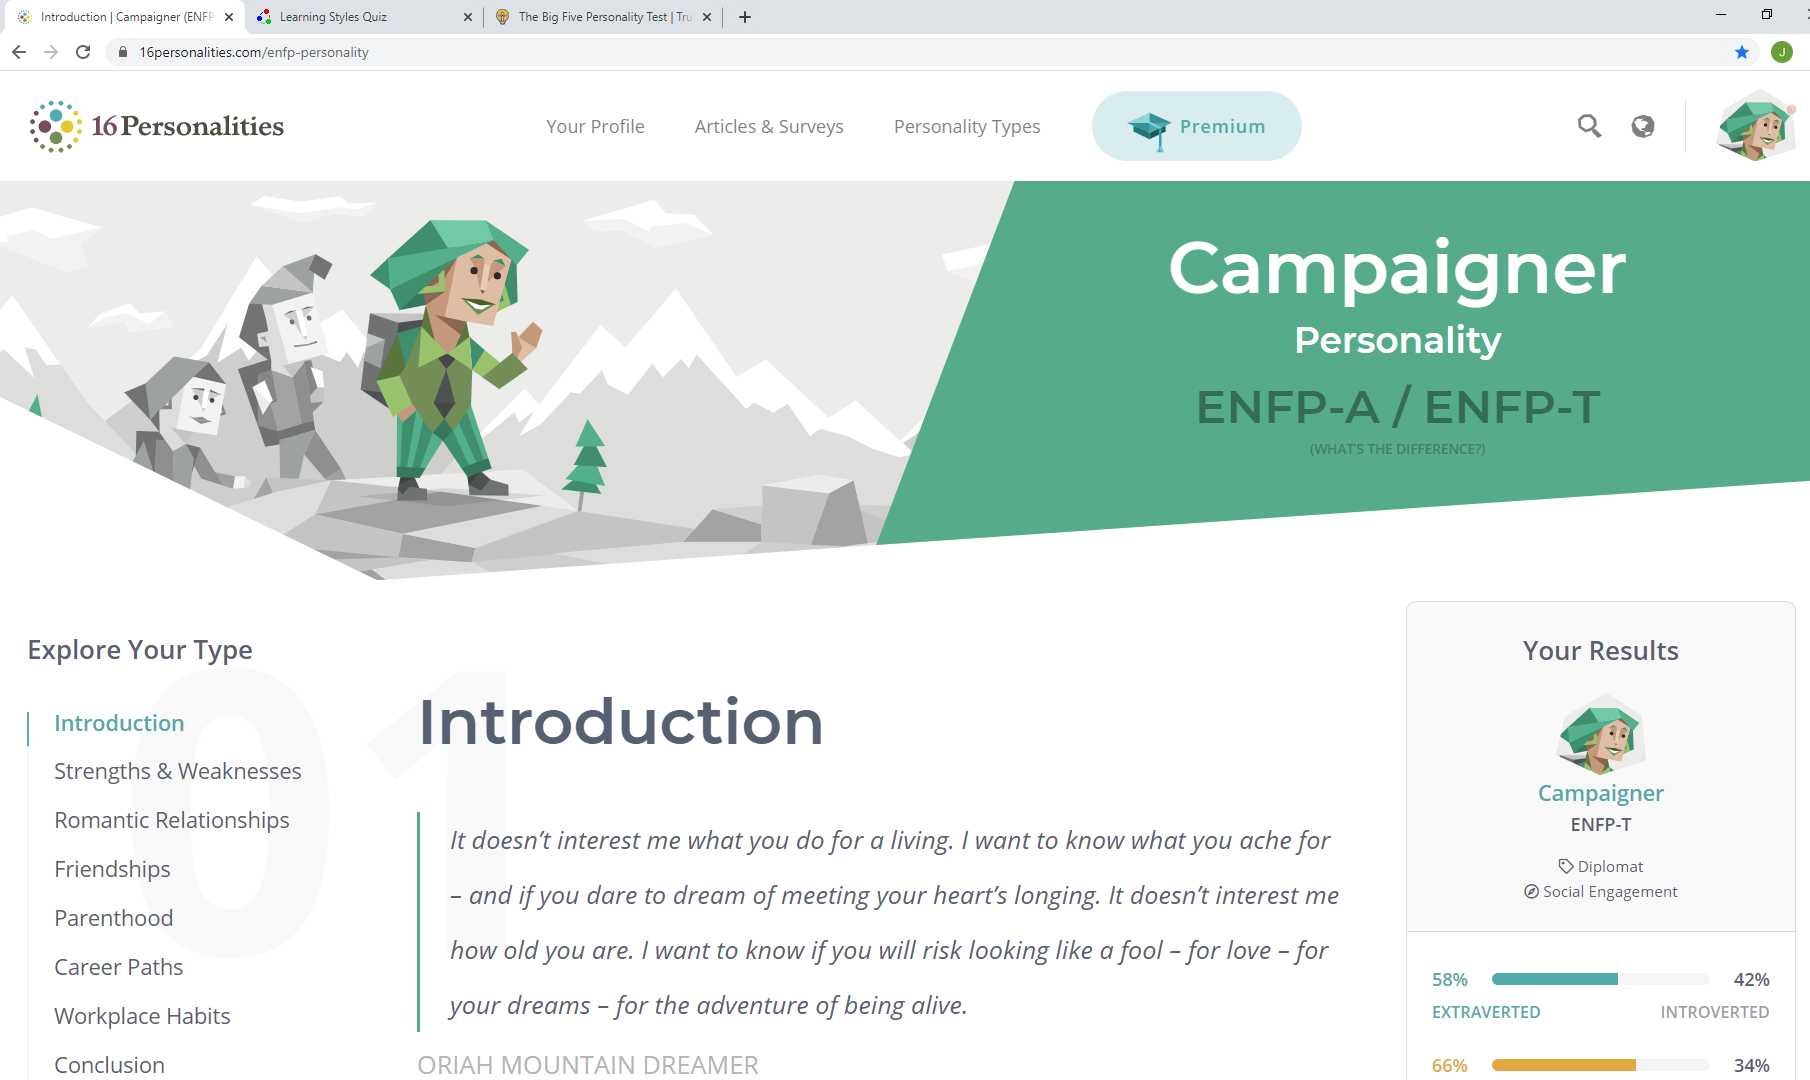 Introduction | Campaigner (ENFP
Learning Styles Quiz
The Big Five Personality Test | Tru
16personalities.com/enfp-personality
J
16Personalities
Your Profile
Articles & Surveys
Personality Types
Premium
Campaigner
Personality
ENFP-A / ENFP-T
(WHAT'S THE DIFFERENCE?)
Explore Your Type
01
Introduction
Strengths & Weaknesses
Romantic Relationships
Friendships
Parenthood
Career Paths
Workplace Habits
Conclusion
Introduction
It doesn’t interest me what you do for a living. I want to know what you ache for
– and if you dare to dream of meeting your heart’s longing. It doesn’t interest me
how old you are. I want to know if you will risk looking like a fool – for love – for
your dreams – for the adventure of being alive.
ORIAH MOUNTAIN DREAMER
Your Results
Campaigner
ENFP-T
Diplomat
Social Engagement
58% 42%
EXTRAVERTED INTROVERTED
66% 34%